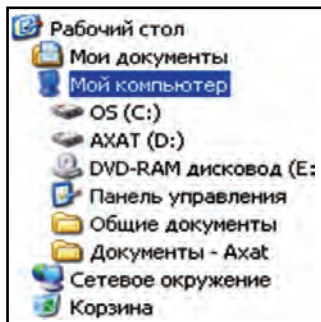 Рабочий стол
Мои документы
Мой компьютер
OS (C:)
AXAT (D:)
DVD-RAM дисковод (E:
Панель управления
Общие документы
Документы - Axat
Сетевое окружение
Корзина